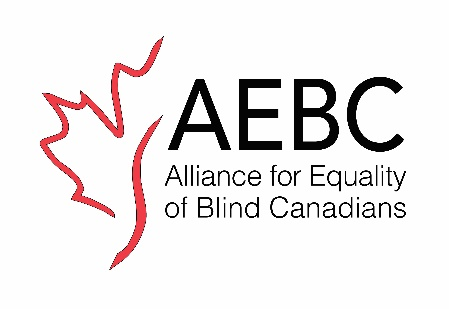 AEBC
Alliance for Equality
of Blind Canadians